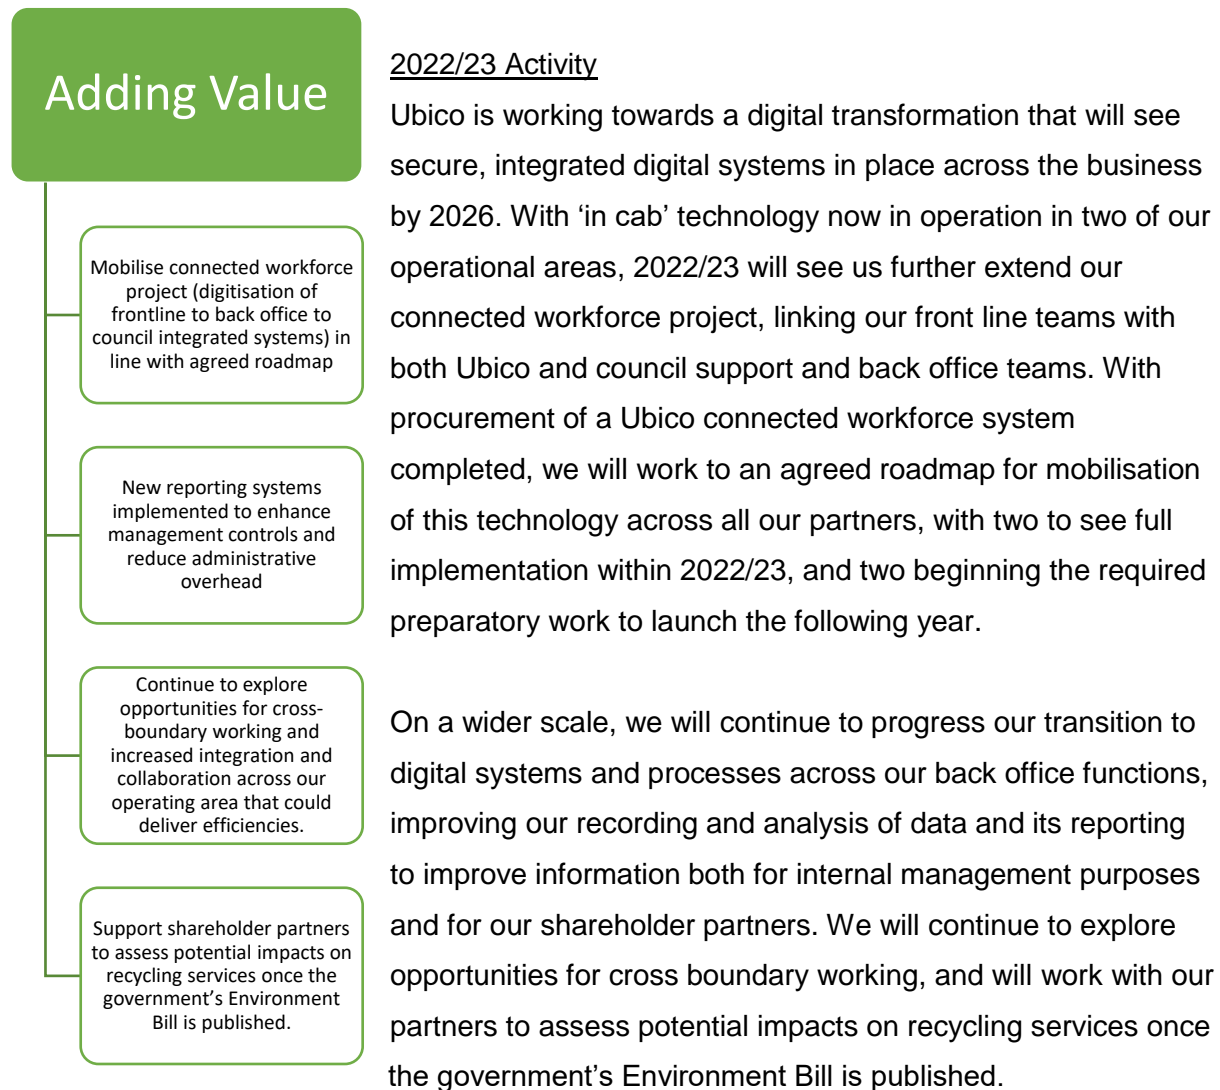 Adding Value
Mobilise connected workforce
project (digitisation of
frontline to back office to
council integrated systems) in
line with agreed roadmap
New reporting systems
implemented to enhance
management controls and
reduce administrative
overhead
Continue to explore
opportunities for cross-
boundary working and
increased integration and
collaboration across our
operating area that could
deliver efficiencies.
Support shareholder partners
to assess potential impacts on
recycling services once the
government’s Environment
Bill is published.
2022/23 Activity
Ubico is working towards a digital transformation that will see
secure, integrated digital systems in place across the business
by 2026. With ‘in cab’ technology now in operation in two of our
operational areas, 2022/23 will see us further extend our
connected workforce project, linking our front line teams with
both Ubico and council support and back office teams. With
procurement of a Ubico connected workforce system
completed, we will work to an agreed roadmap for mobilisation
of this technology across all our partners, with two to see full
implementation within 2022/23, and two beginning the required
preparatory work to launch the following year.
On a wider scale, we will continue to progress our transition to
digital systems and processes across our back office functions,
improving our recording and analysis of data and its reporting
to improve information both for internal management purposes
and for our shareholder partners. We will continue to explore
opportunities for cross boundary working, and will work with our
partners to assess potential impacts on recycling services once
the government’s Environment Bill is published.